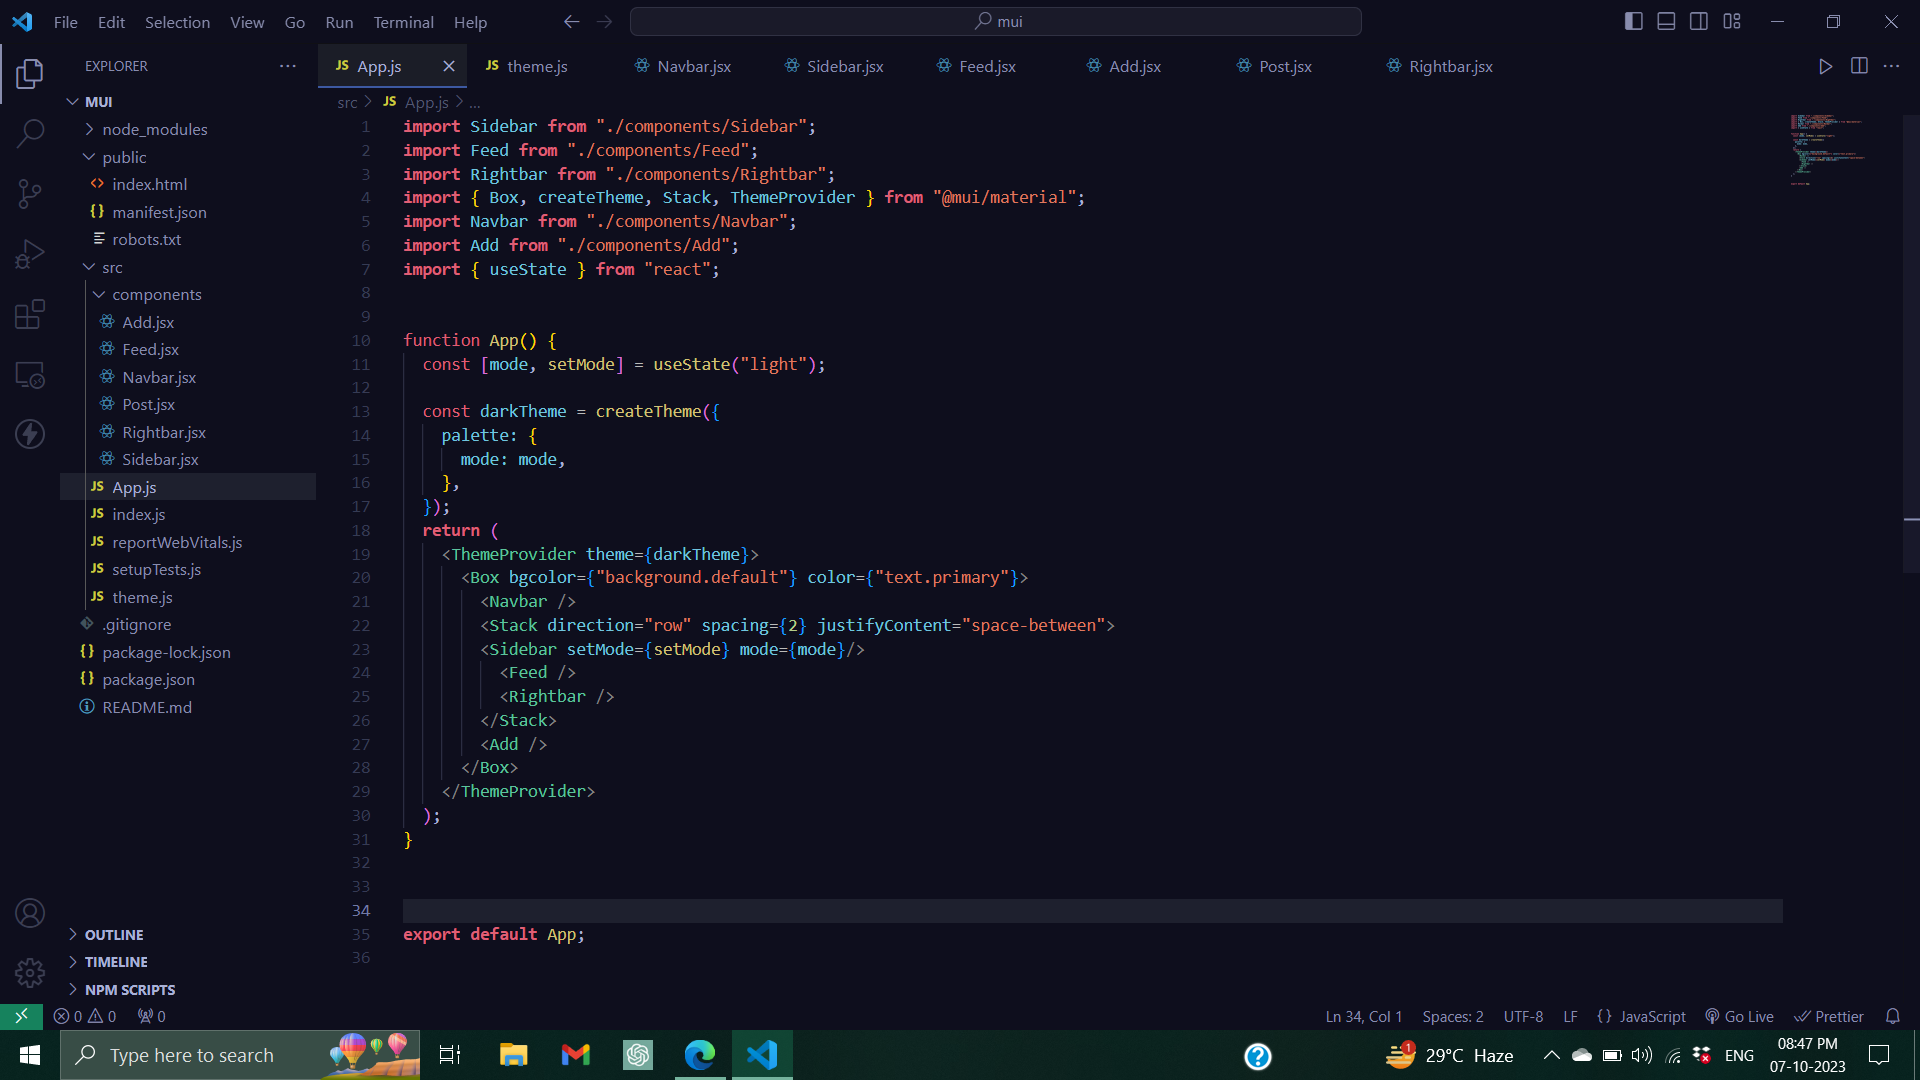 File Edit Selection View Go Run Terminal Help
mui
EXPLORER
MUI
node_modules
public
index.html
manifest.json
robots.txt
src
components
Add.jsx
Feed.jsx
Navbar.jsx
Post.jsx
Rightbar.jsx
Sidebar.jsx
JS App.js
JS index.js
JS reportWebVitals.js
JS setupTests.js
JS theme.js
.gitignore
{} package-lock.json
{} package.json
README.md
OUTLINE
TIMELINE
NPM SCRIPTS
JS App.js JS theme.js Navbar.jsx Sidebar.jsx Feed.jsx Add.jsx Post.jsx Rightbar.jsx
src > JS App.js > ...
1 import Sidebar from "./components/Sidebar";
2 import Feed from "./components/Feed";
3 import Rightbar from "./components/Rightbar";
4 import { Box, createTheme, Stack, ThemeProvider } from "@mui/material";
5 import Navbar from "./components/Navbar";
6 import Add from "./components/Add";
7 import { useState } from "react";
8
9
10 function App() {
11 const [mode, setMode] = useState("light");
12
13 const darkTheme = createTheme({
14 palette: {
15 mode: mode,
16 },
17 });
18 return (
19 <ThemeProvider theme={darkTheme}>
20 <Box bgcolor={"background.default"} color={"text.primary"}>
21 <Navbar />
22 <Stack direction="row" spacing={2} justifyContent="space-between">
23 <Sidebar setMode={setMode} mode={mode}/>
24 <Feed />
25 <Rightbar />
26 </Stack>
27 <Add />
28 </Box>
29 </ThemeProvider>
30 );
31 }
32
33
34
35 export default App;
36
0 0 0
Ln 34, Col 1 Spaces: 2 UTF-8 LF {} JavaScript Go Live Prettier
Type here to search
1 29°C Haze ENG
08:47 PM
07-10-2023